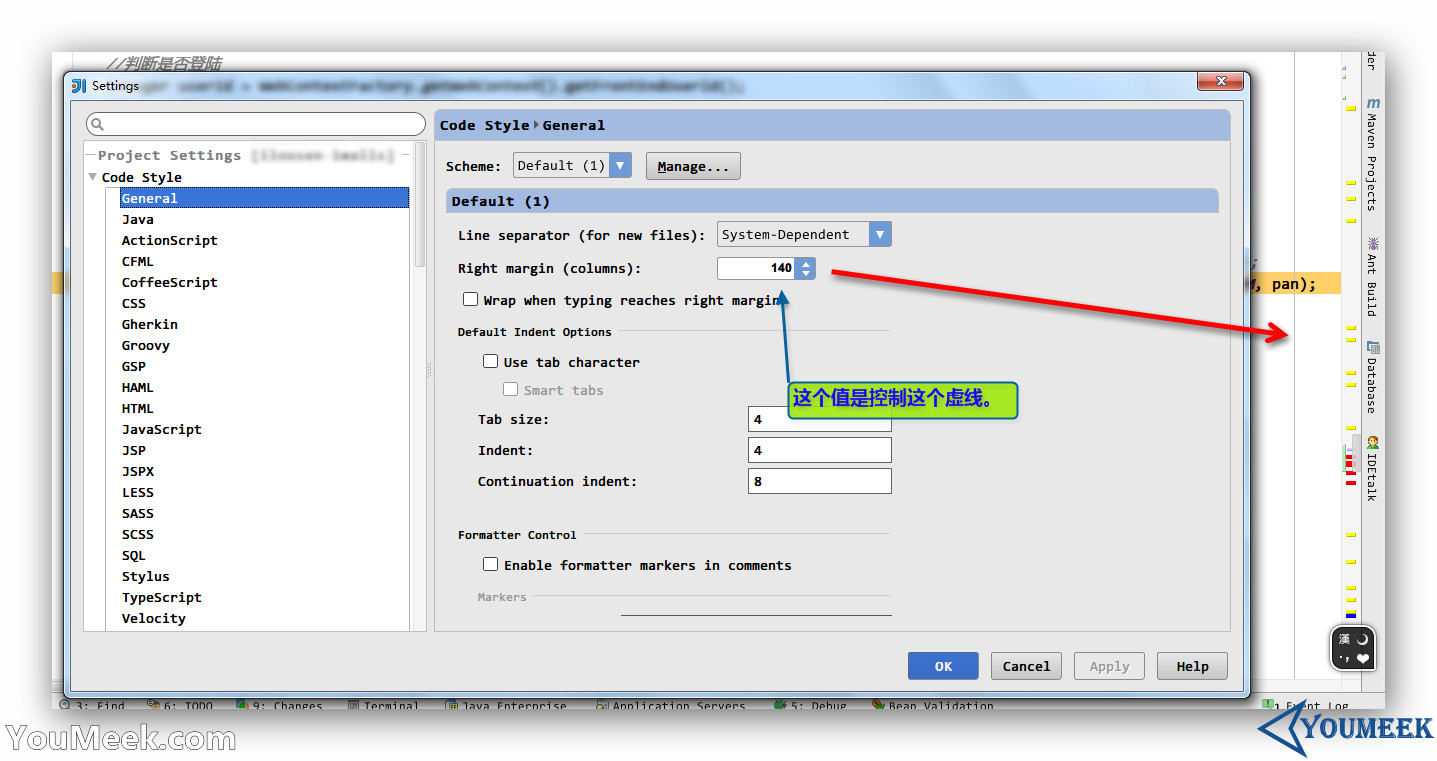 //判断是否登陆
Settings
Code Style
General
Project Settings
Scheme:
Default (1)
Manage...
Code Style
General
Java
ActionScript
CFML
CoffeeScript
CSS
Gherkin
Groovy
GSP
HAML
HTML
JavaScript
JSP
JSPX
LESS
SASS
SCSS
SQL
Stylus
TypeScript
Velocity
Default (1)
Line separator (for new files):
System-Dependent
Right margin (columns):
140
Wrap when typing reaches right margin
Default Indent Options
Use tab character
Smart tabs
这个值是控制这个虚线。
Tab size:
4
Indent:
4
Continuation indent:
8
Formatter Control
Enable formatter markers in comments
Markers
OK
Cancel
Apply
Help
, pan);
Maven Projects
Ant Build
Database
IDEtalk
漢
3: Find
6: TODO
9: Changes
Terminal
Java Enterprise
Application Servers
5: Debug
Bean Validation
Event Log
YouMeek.com
YOUMEEK